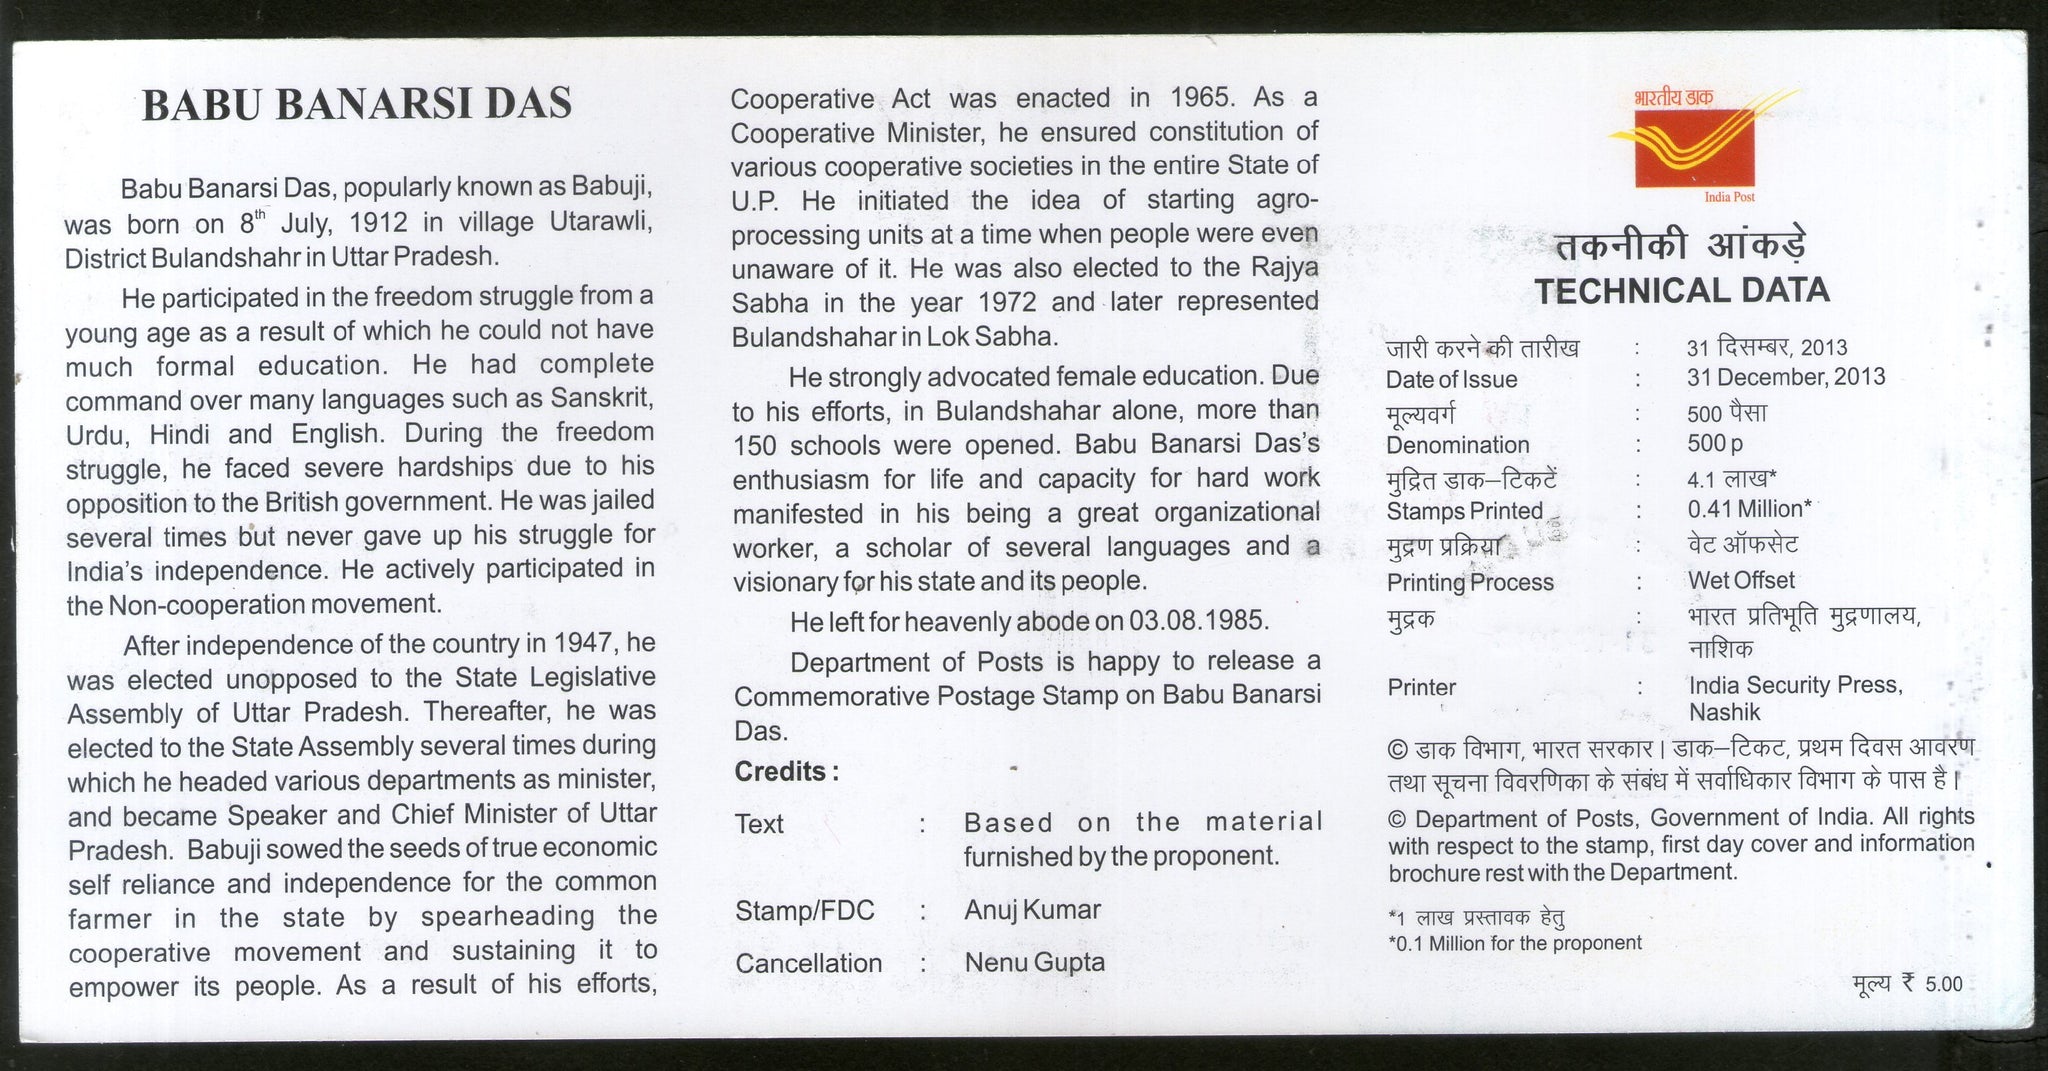 BABU BANARSI DAS
Babu Banarsi Das, popularly known as Babuji,
was born on 8th July, 1912 in village Utarawli,
District Bulandshahr in Uttar Pradesh.
He participated in the freedom struggle from a
young age as a result of which he could not have
much formal education. He had complete
command over many languages such as Sanskrit,
Urdu, Hindi and English. During the freedom
struggle, he faced severe hardships due to his
opposition to the British government. He was jailed
several times but never gave up his struggle for
India's independence. He actively participated in
the Non-cooperation movement.
After independence of the country in 1947, he
was elected unopposed to the State Legislative
Assembly of Uttar Pradesh. Thereafter, he was
elected to the State Assembly several times during
which he headed various departments as minister,
and became Speaker and Chief Minister of Uttar
Pradesh. Babuji sowed the seeds of true economic
self reliance and independence for the common
farmer in the state by spearheading the
cooperative movement and sustaining it to
empower its people. As a result of his efforts,
Cooperative Act was enacted in 1965. As a
Cooperative Minister, he ensured constitution of
various cooperative societies in the entire State of
U.P. He initiated the idea of starting agro-
processing units at a time when people were even
unaware of it. He was also elected to the Rajya
Sabha in the year 1972 and later represented
Bulandshahar in Lok Sabha.
He strongly advocated female education. Due
to his efforts, in Bulandshahar alone, more than
150 schools were opened. Babu Banarsi Das's
enthusiasm for life and capacity for hard work
manifested in his being a great organizational
worker, a scholar of several languages and a
visionary for his state and its people.
He left for heavenly abode on 03.08.1985.
Department of Posts is happy to release a
Commemorative Postage Stamp on Babu Banarsi
Das.
Credits :
Text : Based on the material
furnished by the proponent.
Stamp/FDC : Anuj Kumar
Cancellation : Nenu Gupta
भारतीय डाक
India Post
तकनीकी आंकड़े
TECHNICAL DATA
जारी करने की तारीख : 31 दिसम्बर, 2013
Date of Issue : 31 December, 2013
मूल्यवर्ग : 500 पैसा
Denomination : 500 p
मुद्रित डाक–टिकटें : 4.1 लाख*
Stamps Printed : 0.41 Million*
मुद्रण प्रक्रिया : वेट ऑफसेट
Printing Process : Wet Offset
मुद्रक : भारत प्रतिभूति मुद्रणालय,
नाशिक
Printer : India Security Press,
Nashik
© डाक विभाग, भारत सरकार। डाक–टिकट, प्रथम दिवस आवरण
तथा सूचना विवरणिका के संबंध में सर्वाधिकार विभाग के पास है।
© Department of Posts, Government of India. All rights
with respect to the stamp, first day cover and information
brochure rest with the Department.
*1 लाख प्रस्तावक हेतु
*0.1 Million for the proponent
मूल्य ₹ 5.00